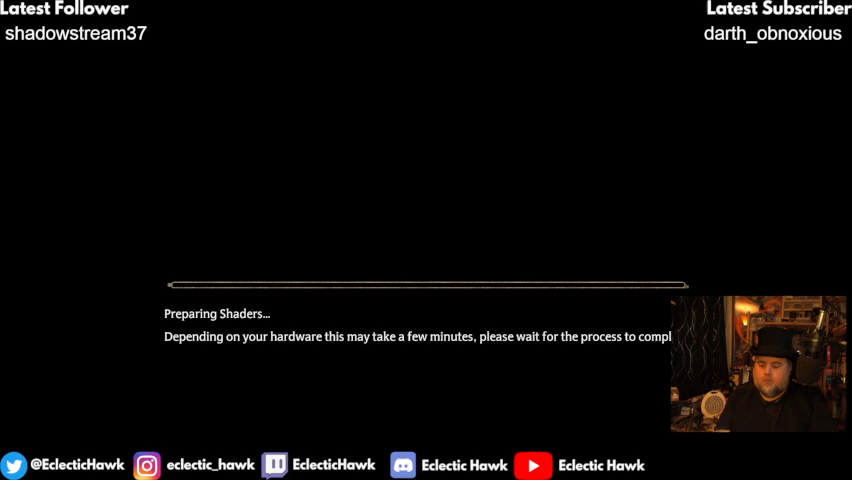 Latest Follower
Latest Subscriber
shadowstream37
darth_obnoxious
Preparing Shaders...
Depending on your hardware this may take a few minutes, please wait for the process to compl
@EclecticHawk
eclectic_hawk
EclecticHawk
Eclectic Hawk
Eclectic Hawk